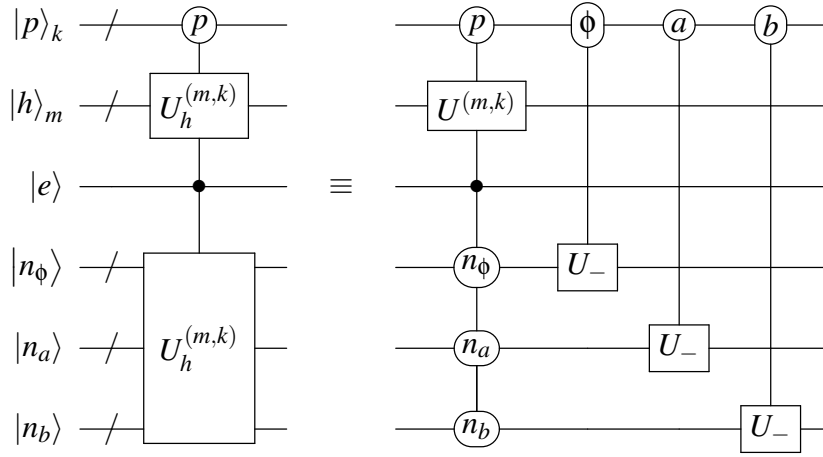 |p⟩_k p p ϕ a b
|h⟩_m U_h^{(m,k)} U^{(m,k)}
|e⟩ ≡
|n_ϕ⟩ n_ϕ U_−
|n_a⟩ U_h^{(m,k)} n_a U_−
|n_b⟩ n_b U_−